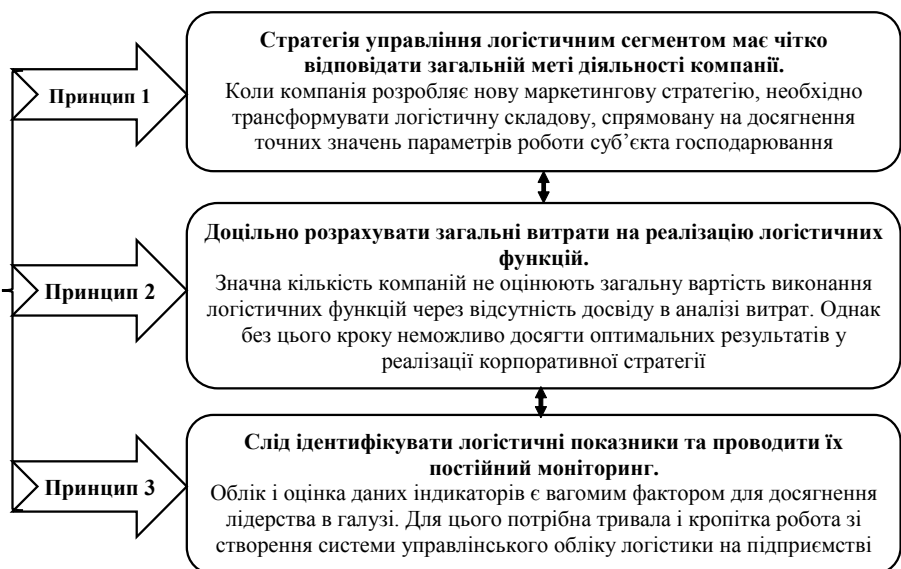 Принцип 1
Стратегія управління логістичним сегментом має чітко
відповідати загальній меті діяльності компанії.
Коли компанія розробляє нову маркетингову стратегію, необхідно
трансформувати логістичну складову, спрямовану на досягнення
точних значень параметрів роботи суб’єкта господарювання
Принцип 2
Доцільно розрахувати загальні витрати на реалізацію логістичних
функцій.
Значна кількість компаній не оцінюють загальну вартість виконання
логістичних функцій через відсутність досвіду в аналізі витрат. Однак
без цього кроку неможливо досягти оптимальних результатів у
реалізації корпоративної стратегії
Принцип 3
Слід ідентифікувати логістичні показники та проводити їх
постійний моніторинг.
Облік і оцінка даних індикаторів є вагомим фактором для досягнення
лідерства в галузі. Для цього потрібна тривала і кропітка робота зі
створення системи управлінського обліку логістики на підприємстві